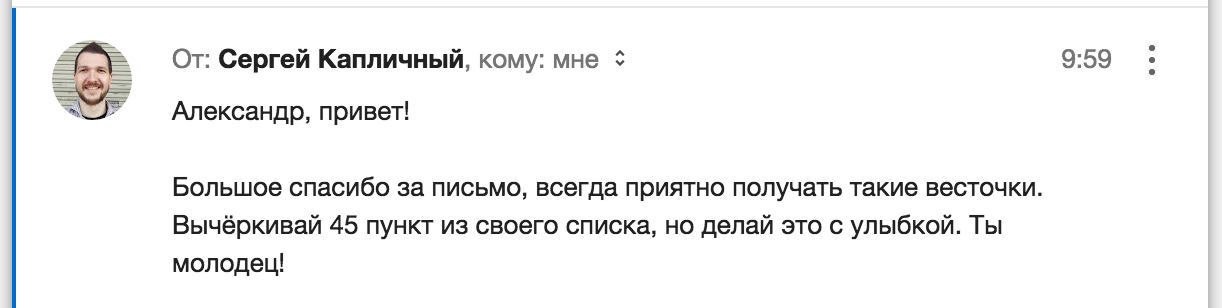 От: Сергей Капличный, кому: мне 9:59
Александр, привет!
Большое спасибо за письмо, всегда приятно получать такие весточки.
Вычёркивай 45 пункт из своего списка, но делай это с улыбкой. Ты
молодец!